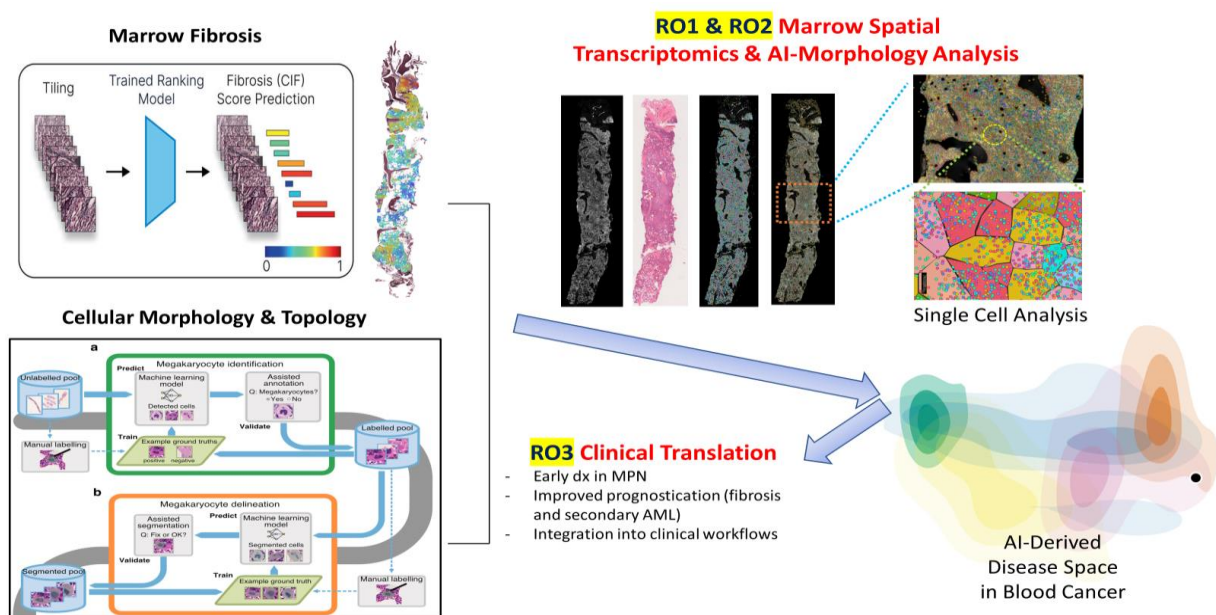 Marrow Fibrosis
Tiling
Trained Ranking
Model
Fibrosis (CIF)
Score Prediction
0
1
Cellular Morphology & Topology
a
Megakaryocyte identification
Unlabelled pool
Predict
Machine learning
model
Detected cells
Assisted
annotation
Q: Megakaryocytes?
Yes
No
Validate
Manual labelling
Train
Example ground truths
positive
negative
Labelled pool
b
Megakaryocyte delineation
Assisted
segmentation
Q: Fix or OK?
Predict
Machine learning
model
Segmented cells
Validate
Train
Example ground truth
Segmented pool
Manual labelling
RO1 & RO2 Marrow Spatial
Transcriptomics & AI-Morphology Analysis
Single Cell Analysis
RO3 Clinical Translation
- Early dx in MPN
- Improved prognostication (fibrosis
and secondary AML)
- Integration into clinical workflows
AI-Derived
Disease Space
in Blood Cancer